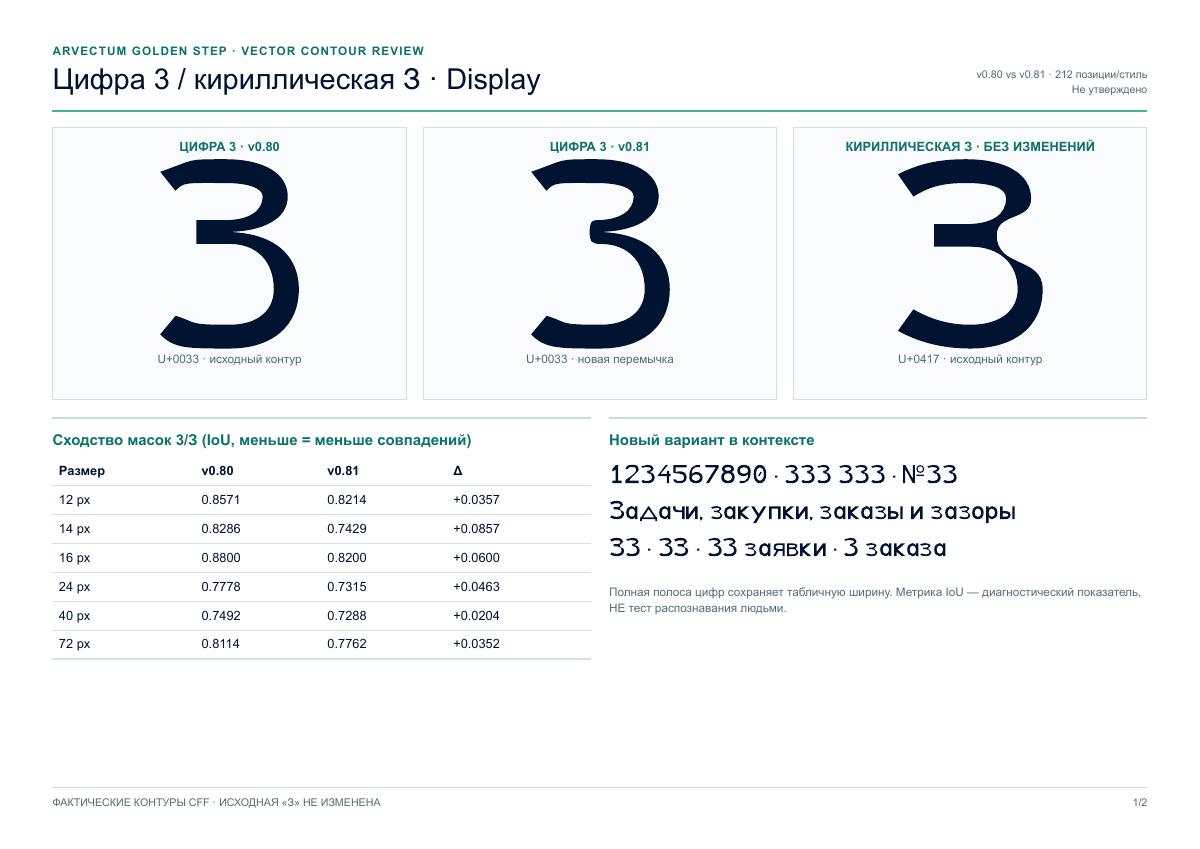 ARVECTUM GOLDEN STEP · VECTOR CONTOUR REVIEW
Цифра 3 / кириллическая З · Display
v0.80 vs v0.81 · 212 позиции/стиль
Не утверждено
ЦИФРА 3 · v0.80
3
U+0033 · исходный контур
ЦИФРА 3 · v0.81
3
U+0033 · новая перемычка
КИРИЛЛИЧЕСКАЯ З · БЕЗ ИЗМЕНЕНИЙ
З
U+0417 · исходный контур
Сходство масок 3/З (IoU, меньше = меньше совпадений)
Размер v0.80 v0.81 Δ
12 px 0.8571 0.8214 +0.0357
14 px 0.8286 0.7429 +0.0857
16 px 0.8800 0.8200 +0.0600
24 px 0.7778 0.7315 +0.0463
40 px 0.7492 0.7288 +0.0204
72 px 0.8114 0.7762 +0.0352
Новый вариант в контексте
1234567890 · 333 333 · №33
Задачи, закупки, заказы и зазоры
3З · З3 · 33 заявки · 3 заказа
Полная полоса цифр сохраняет табличную ширину. Метрика IoU — диагностический показатель,
НЕ тест распознавания людьми.
ФАКТИЧЕСКИЕ КОНТУРЫ CFF · ИСХОДНАЯ «З» НЕ ИЗМЕНЕНА
1/2